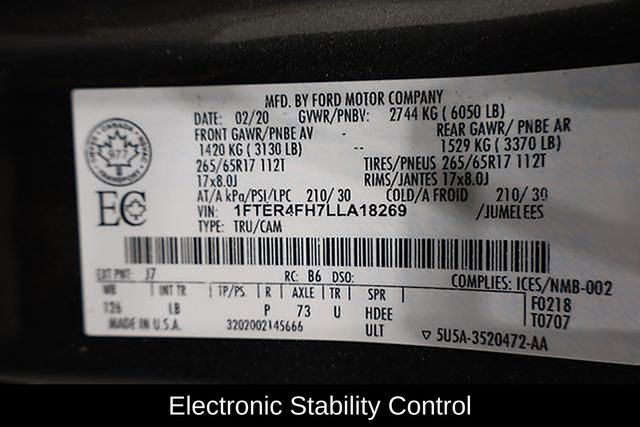 MFD. BY FORD MOTOR COMPANY
DATE: 02/20 GVWR/PNBV: 2744 KG ( 6050 LB)
FRONT GAWR/PNBE AV - REAR GAWR/ PNBE AR
1420 KG ( 3130 LB) -- 1529 KG ( 3370 LB)
265/65R17 112T TIRES/PNEUS 265/65R17 112T
17x8.0J RIMS/JANTES 17x8.0J
AT/A kPa/PSI/LPC 210/ 30 COLD/A FROID 210/ 30
VIN: 1FTER4FH7LLA18269 /JUMELEES
TYPE: TRU/CAM
CANADA
977
TRANSPORT
EC
EXT PNT: J7 RC: B6 DSO: COMPLIES: ICES/NMB-002
WB INT TR TP/PS R AXLE TR SPR F0218
126 LB P 73 U HDEE T0707
MADE IN U.S.A. 3202002145666 ULT ▽ 5U5A-3520472-AA
Electronic Stability Control